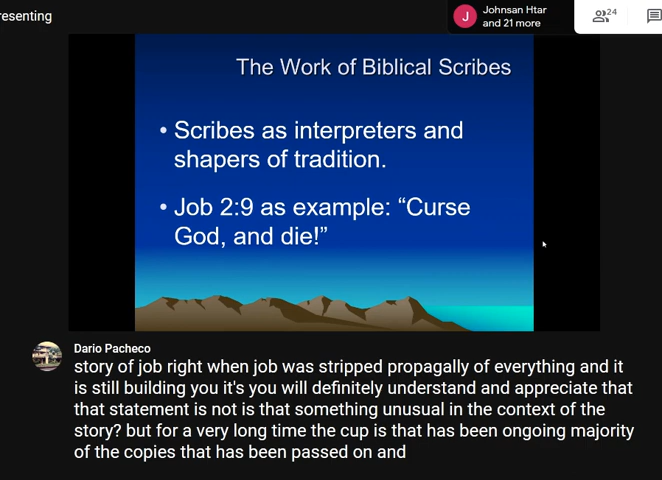 resenting
J
Johnsan Htar
and 21 more
24
The Work of Biblical Scribes
• Scribes as interpreters and
shapers of tradition.
• Job 2:9 as example: “Curse
God, and die!”
Dario Pacheco
story of job right when job was stripped propagally of everything and it
is still building you it's you will definitely understand and appreciate that
that statement is not is that something unusual in the context of the
story? but for a very long time the cup is that has been ongoing majority
of the copies that has been passed on and